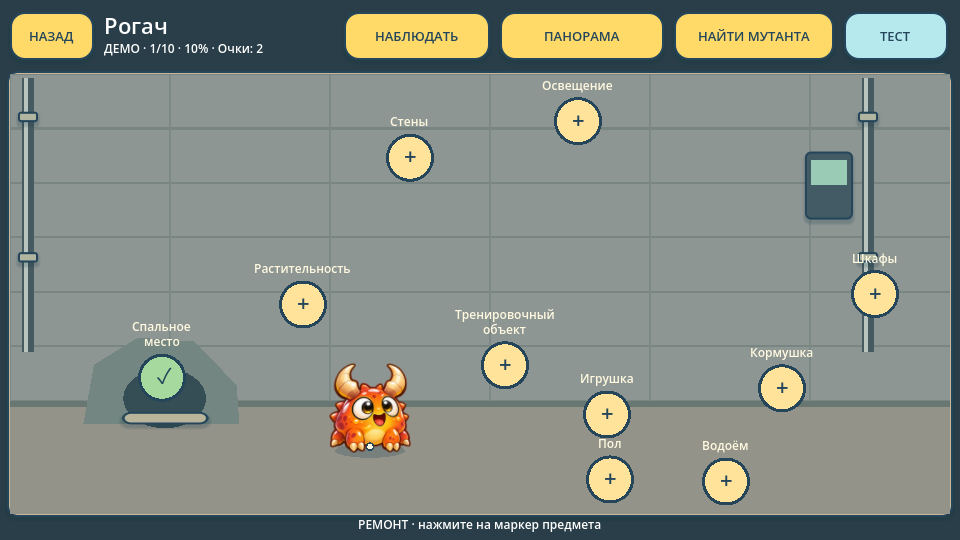 НАЗАД
Рогач
ДЕМО · 1/10 · 10% · Очки: 2
НАБЛЮДАТЬ
ПАНОРАМА
НАЙТИ МУТАНТА
ТЕСТ
Освещение
+
Стены
+
Шкафы
+
Растительность
+
Тренировочный
объект
+
Спальное
место
✓
Кормушка
+
Игрушка
+
Пол
+
Водоём
+
РЕМОНТ · нажмите на маркер предмета